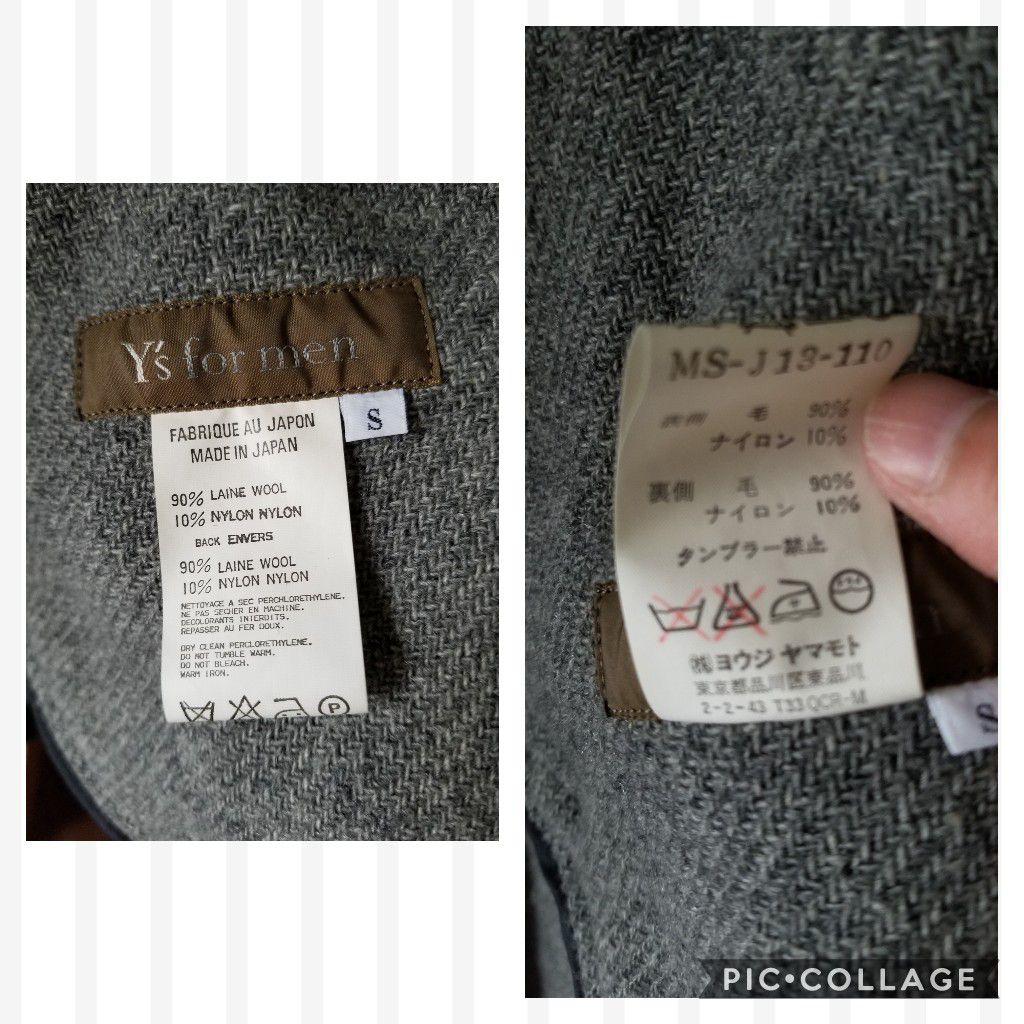 Y's for men
S
FABRIQUE AU JAPON
MADE IN JAPAN
90% LAINE WOOL
10% NYLON NYLON
BACK ENVERS
90% LAINE WOOL
10% NYLON NYLON
NETTOYAGE A SEC PERCHLORETHYLENE.
NE PAS SECHER EN MACHINE.
DECOLORANTS INTERDITS.
REPASSER AU FER DOUX.
DRY CLEAN PERCLORETHYLENE.
DO NOT TUMBLE WARM.
DO NOT BLEACH.
WARM IRON.
P
MS-J13-110
表側 毛 90%
ナイロン 10%
裏側 毛 90%
ナイロン 10%
タンブラー禁止
㈱ヨウジ ヤマモト
東京都品川区東品川
2-2-43 T33.QCR-M
S
PIC•COLLAGE